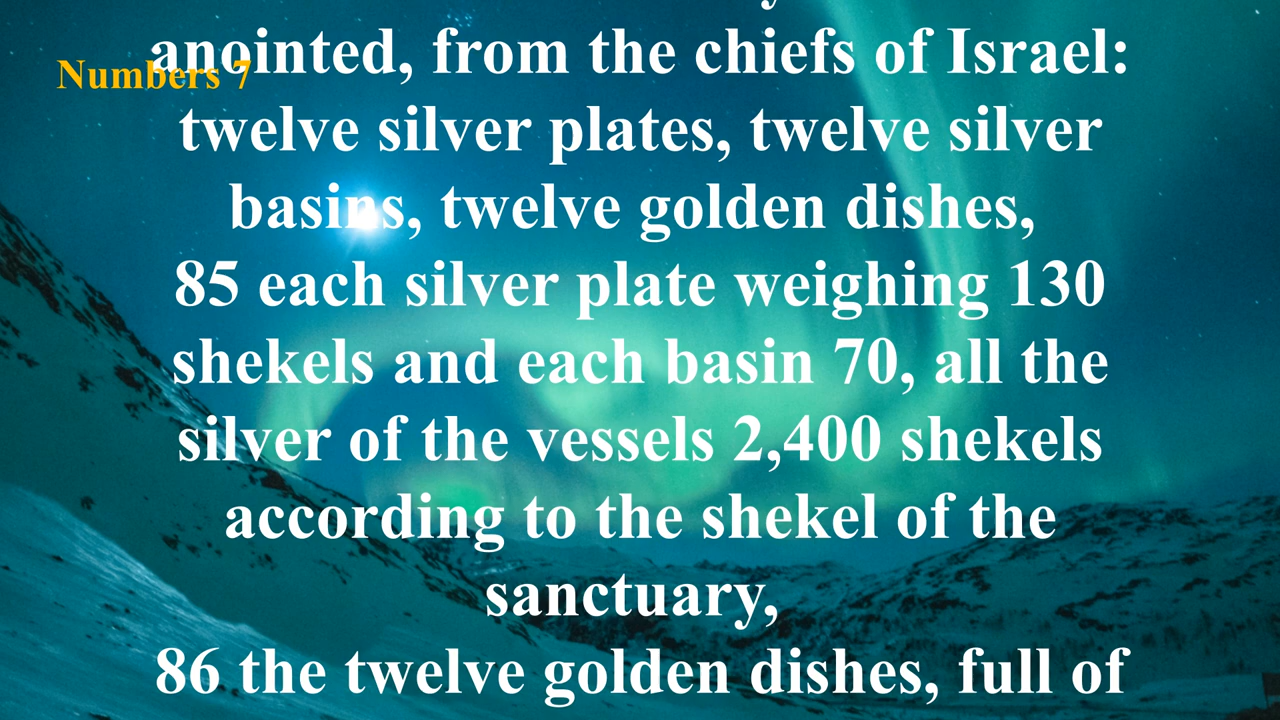 Numbers 7
anointed, from the chiefs of Israel:
twelve silver plates, twelve silver
basins, twelve golden dishes,
85 each silver plate weighing 130
shekels and each basin 70, all the
silver of the vessels 2,400 shekels
according to the shekel of the
sanctuary,
86 the twelve golden dishes, full of